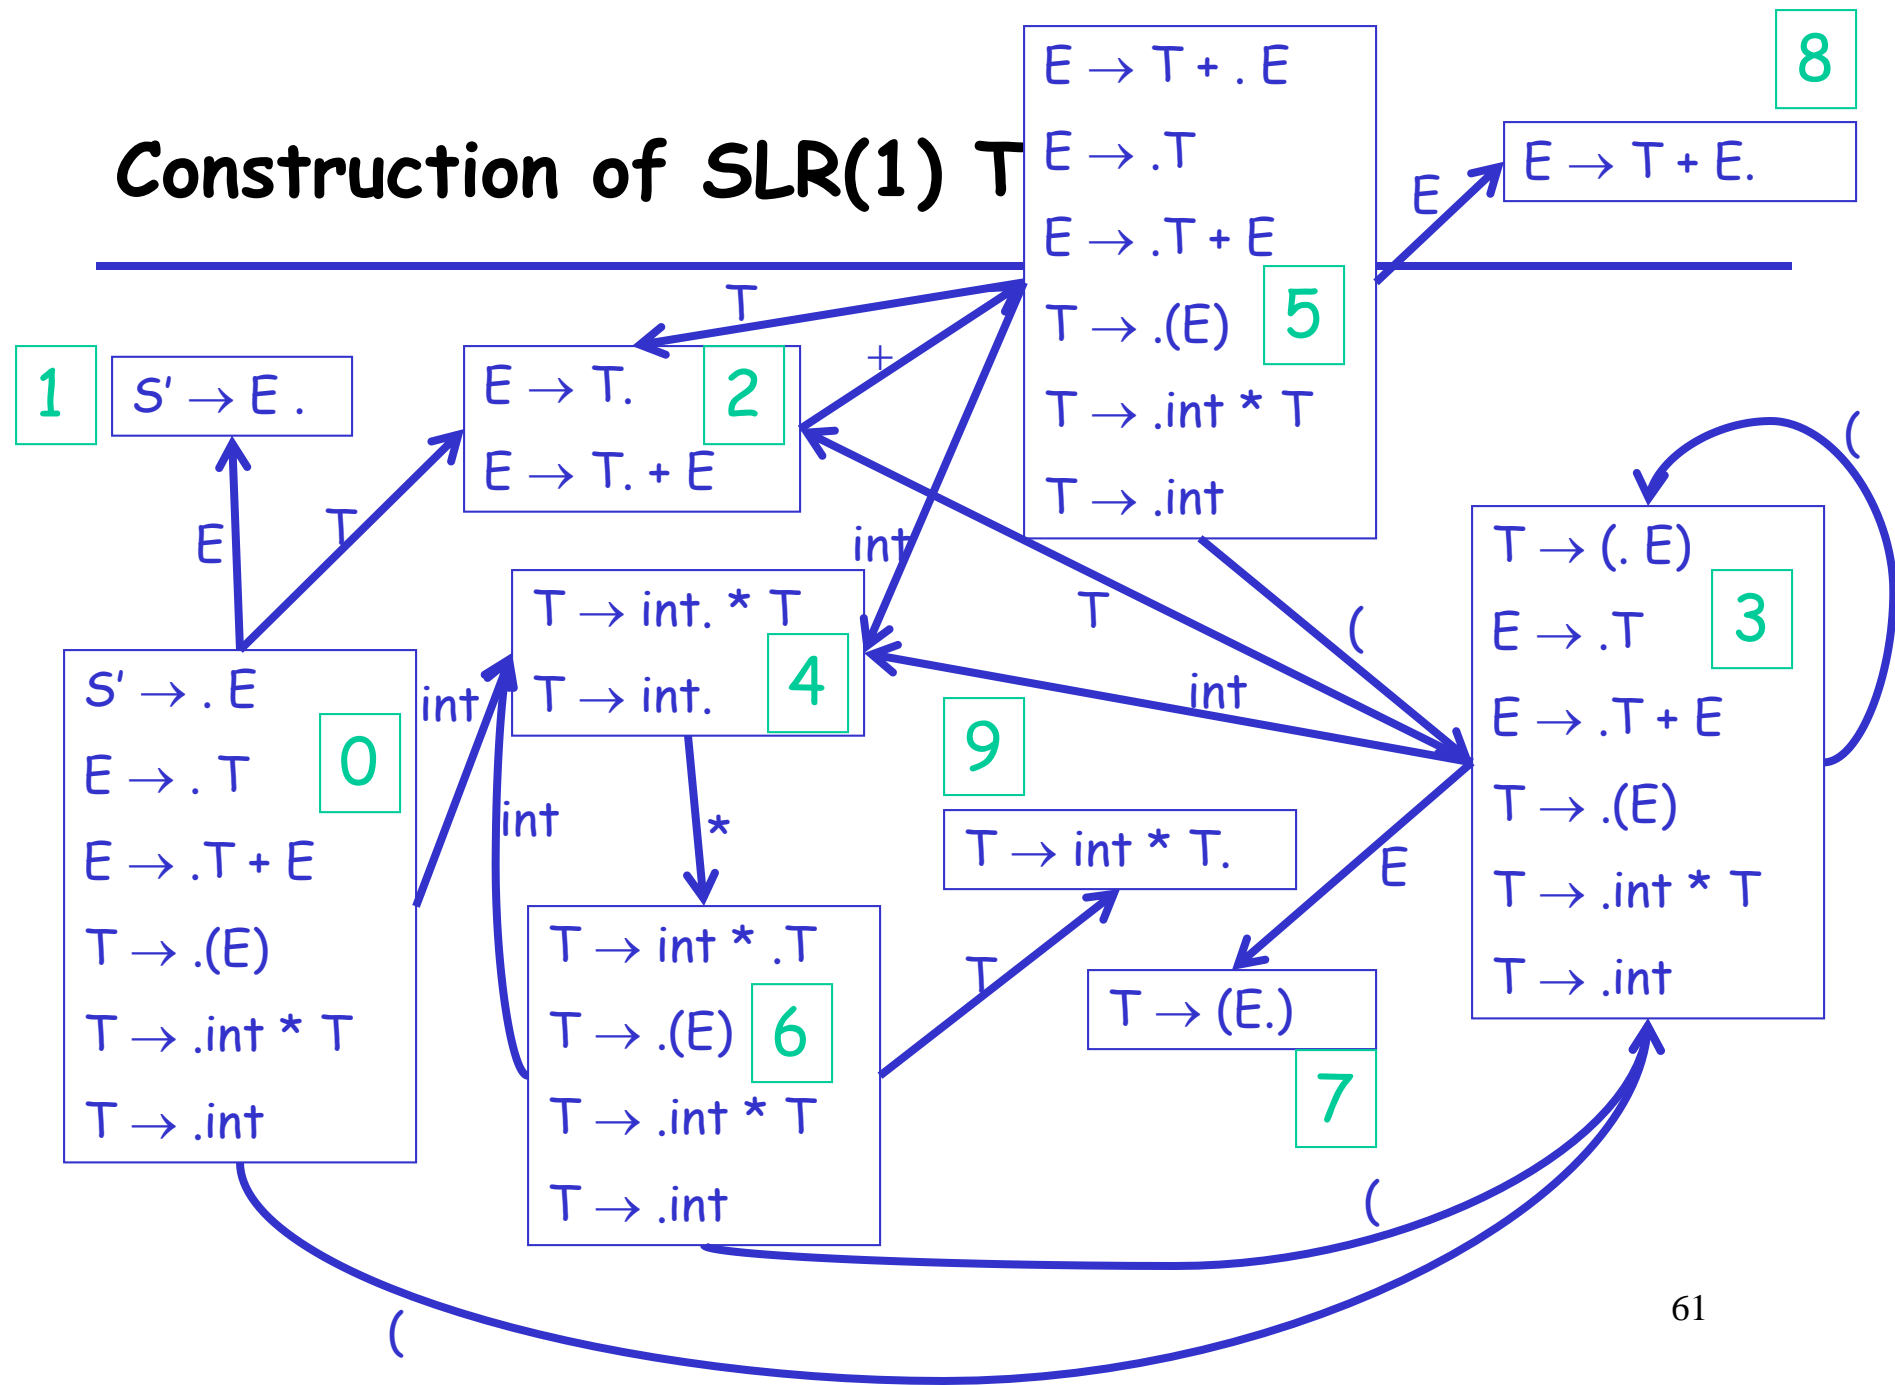 Construction of SLR(1) T
E → T + . E
E → .T
E → .T + E
T → .(E)
T → .int * T
T → .int
5
8
E → T + E.
E
T
+
1
S' → E .
E → T.
E → T. + E
2
E
T
int
T
(
(
T → (. E)
E → .T
E → .T + E
T → .(E)
T → .int * T
T → .int
3
T → int. * T
T → int.
4
int
S' → . E
E → . T
E → .T + E
T → .(E)
T → .int * T
T → .int
0
int
int
*
9
T → int * T.
E
T
T → int * .T
T → .(E)
T → .int * T
T → .int
6
T → (E.)
7
(
(
61